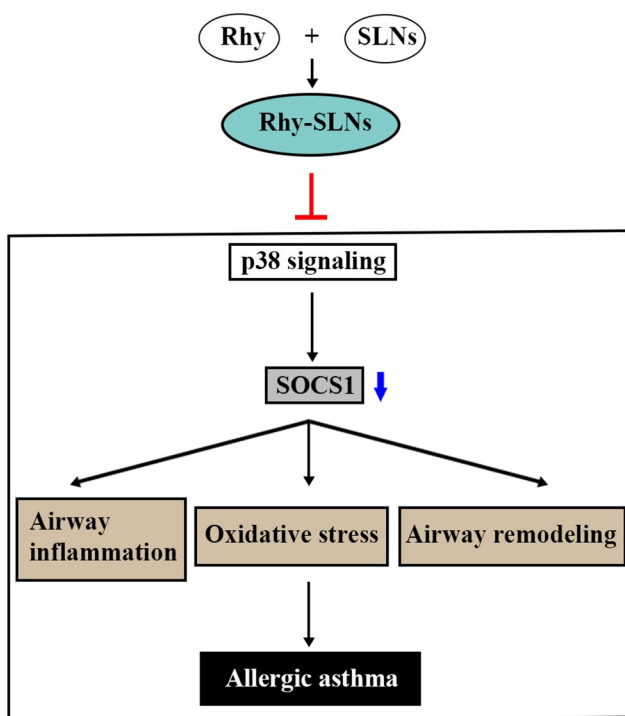 Rhy + SLNs
Rhy-SLNs
p38 signaling
SOCS1
Airway
inflammation
Oxidative stress
Airway remodeling
Allergic asthma